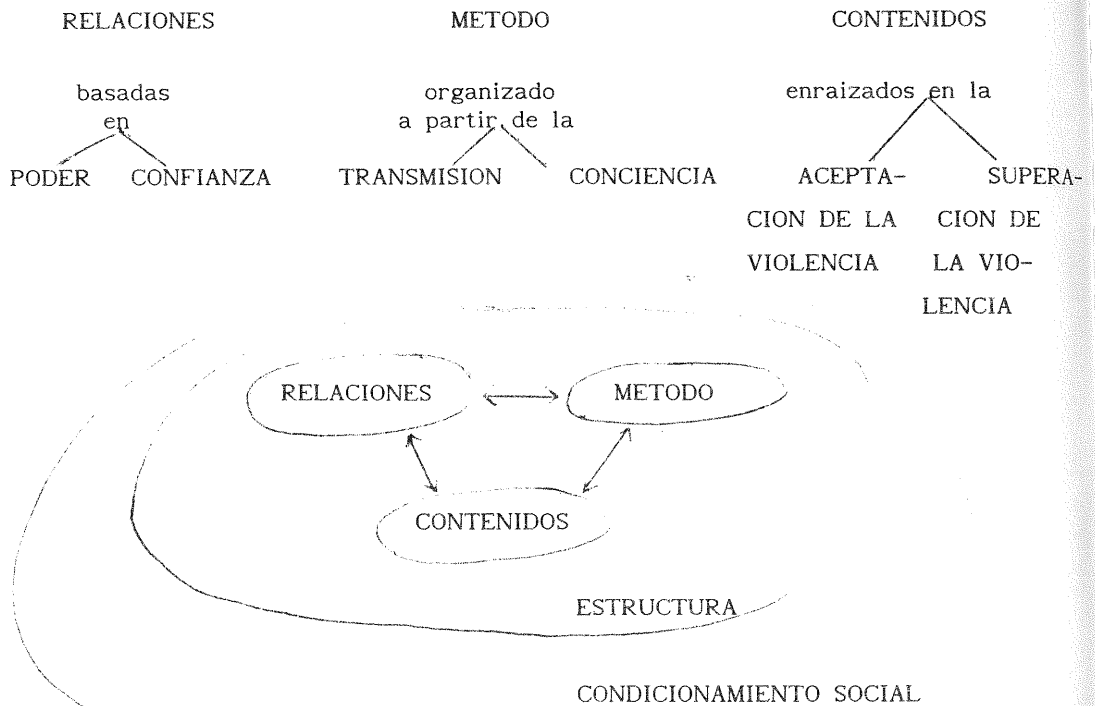 RELACIONES METODO CONTENIDOS
basadas organizado enraizados en la
en a partir de la
PODER CONFIANZA TRANSMISION CONCIENCIA ACEPTA- SUPERA-
CION DE LA CION DE
VIOLENCIA LA VIO-
LENCIA
RELACIONES METODO
CONTENIDOS
ESTRUCTURA
CONDICIONAMIENTO SOCIAL